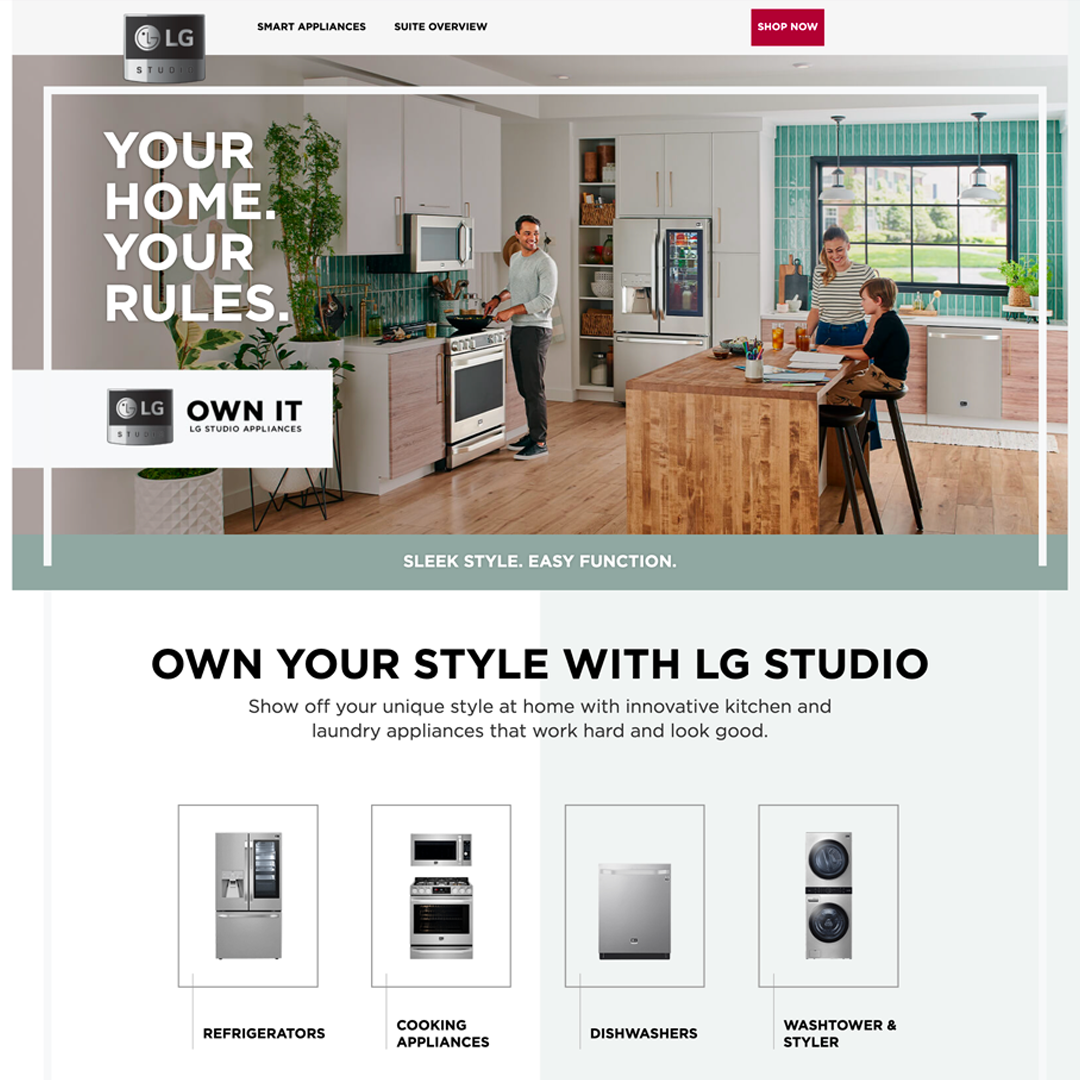 LG
STUDIO
SMART APPLIANCES
SUITE OVERVIEW
SHOP NOW
YOUR
HOME.
YOUR
RULES.
LG
STUDIO
OWN IT
LG STUDIO APPLIANCES
SLEEK STYLE. EASY FUNCTION.
OWN YOUR STYLE WITH LG STUDIO
Show off your unique style at home with innovative kitchen and
laundry appliances that work hard and look good.
REFRIGERATORS
COOKING
APPLIANCES
DISHWASHERS
WASHTOWER &
STYLER